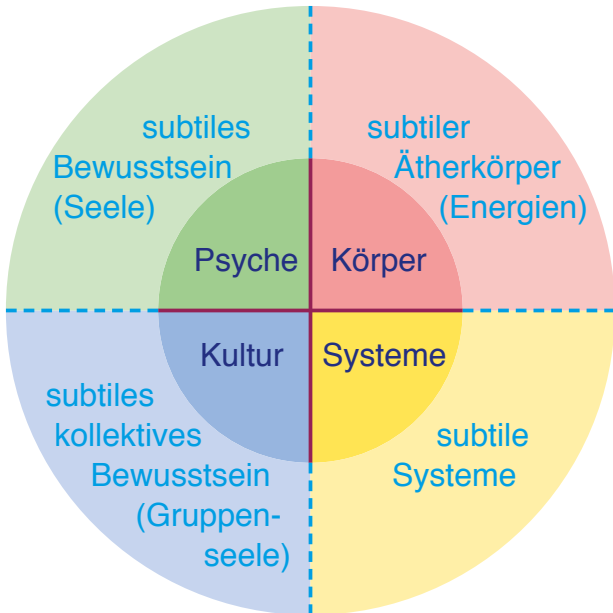 subtiles
Bewusstsein
(Seele)
subtiler
Ätherkörper
(Energien)
Psyche
Körper
Kultur
Systeme
subtiles
kollektives
Bewusstsein
(Gruppen-
seele)
subtile
Systeme